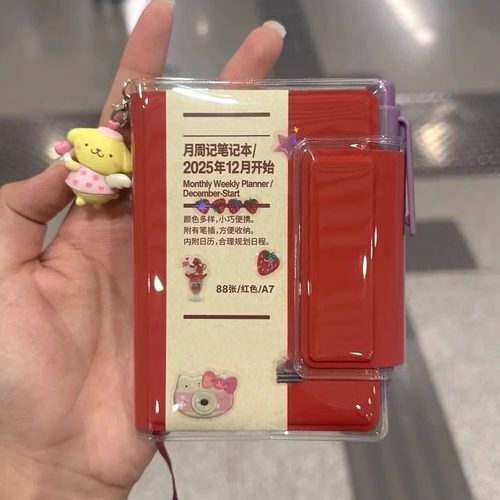 月周记笔记本/
2025年12月开始
Monthly Weekly Planner/
December-Start
颜色多样，小巧便携。
附有笔插，方便收纳。
内附日历，合理规划日程。
88张/红色/A7